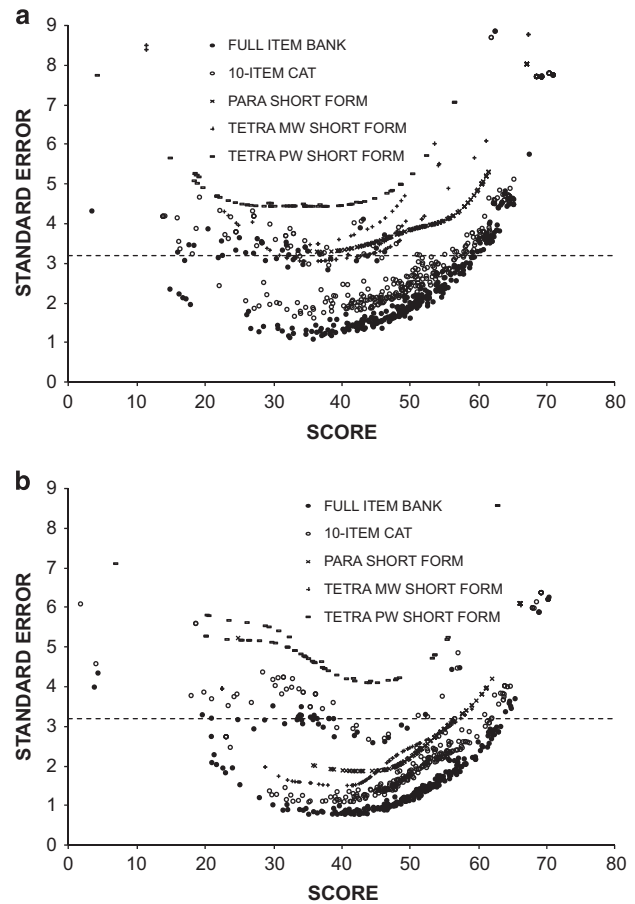 a
9
8
7
6
5
4
3
2
1
0
STANDARD ERROR
FULL ITEM BANK
10-ITEM CAT
PARA SHORT FORM
TETRA MW SHORT FORM
TETRA PW SHORT FORM
0 10 20 30 40 50 60 70 80
SCORE
b
9
8
7
6
5
4
3
2
1
0
STANDARD ERROR
FULL ITEM BANK
10-ITEM CAT
PARA SHORT FORM
TETRA MW SHORT FORM
TETRA PW SHORT FORM
0 10 20 30 40 50 60 70 80
SCORE